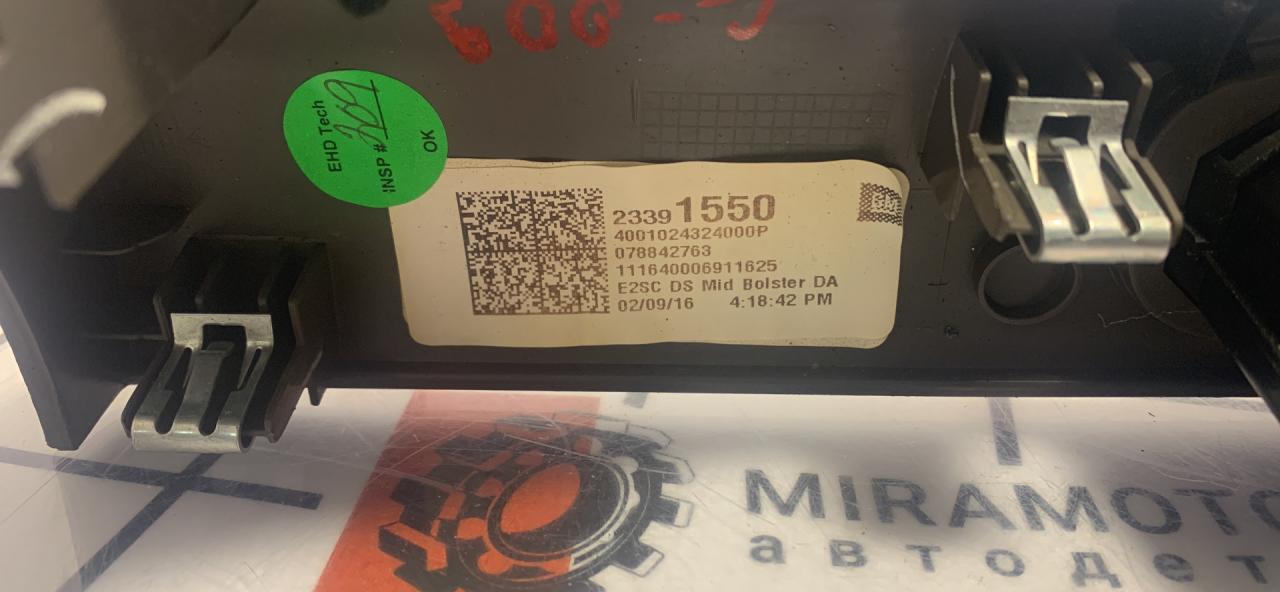 EHD Tech
INSP #
OK
23391550
4001024324000P
078842763
111640006911625
E2SC DS Mid Bolster DA
02/09/16 4:18:42 PM
GM
MIRAMOTO
автодет